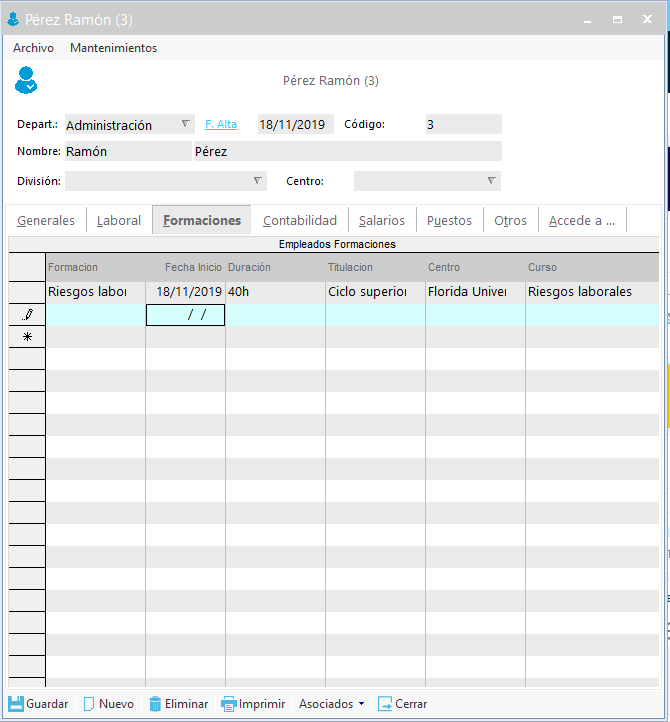 Pérez Ramón (3)
Archivo Mantenimientos
Pérez Ramón (3)
Depart.: Administración F. Alta 18/11/2019 Código: 3
Nombre: Ramón Pérez
División: Centro:
Generales Laboral Formaciones Contabilidad Salarios Puestos Otros Accede a ...
Empleados Formaciones
Formacion Fecha Inicio Duración Titulacion Centro Curso
Riesgos labor 18/11/2019 40h Ciclo superior Florida Univer Riesgos laborales
/ /
Guardar Nuevo Eliminar Imprimir Asociados Cerrar